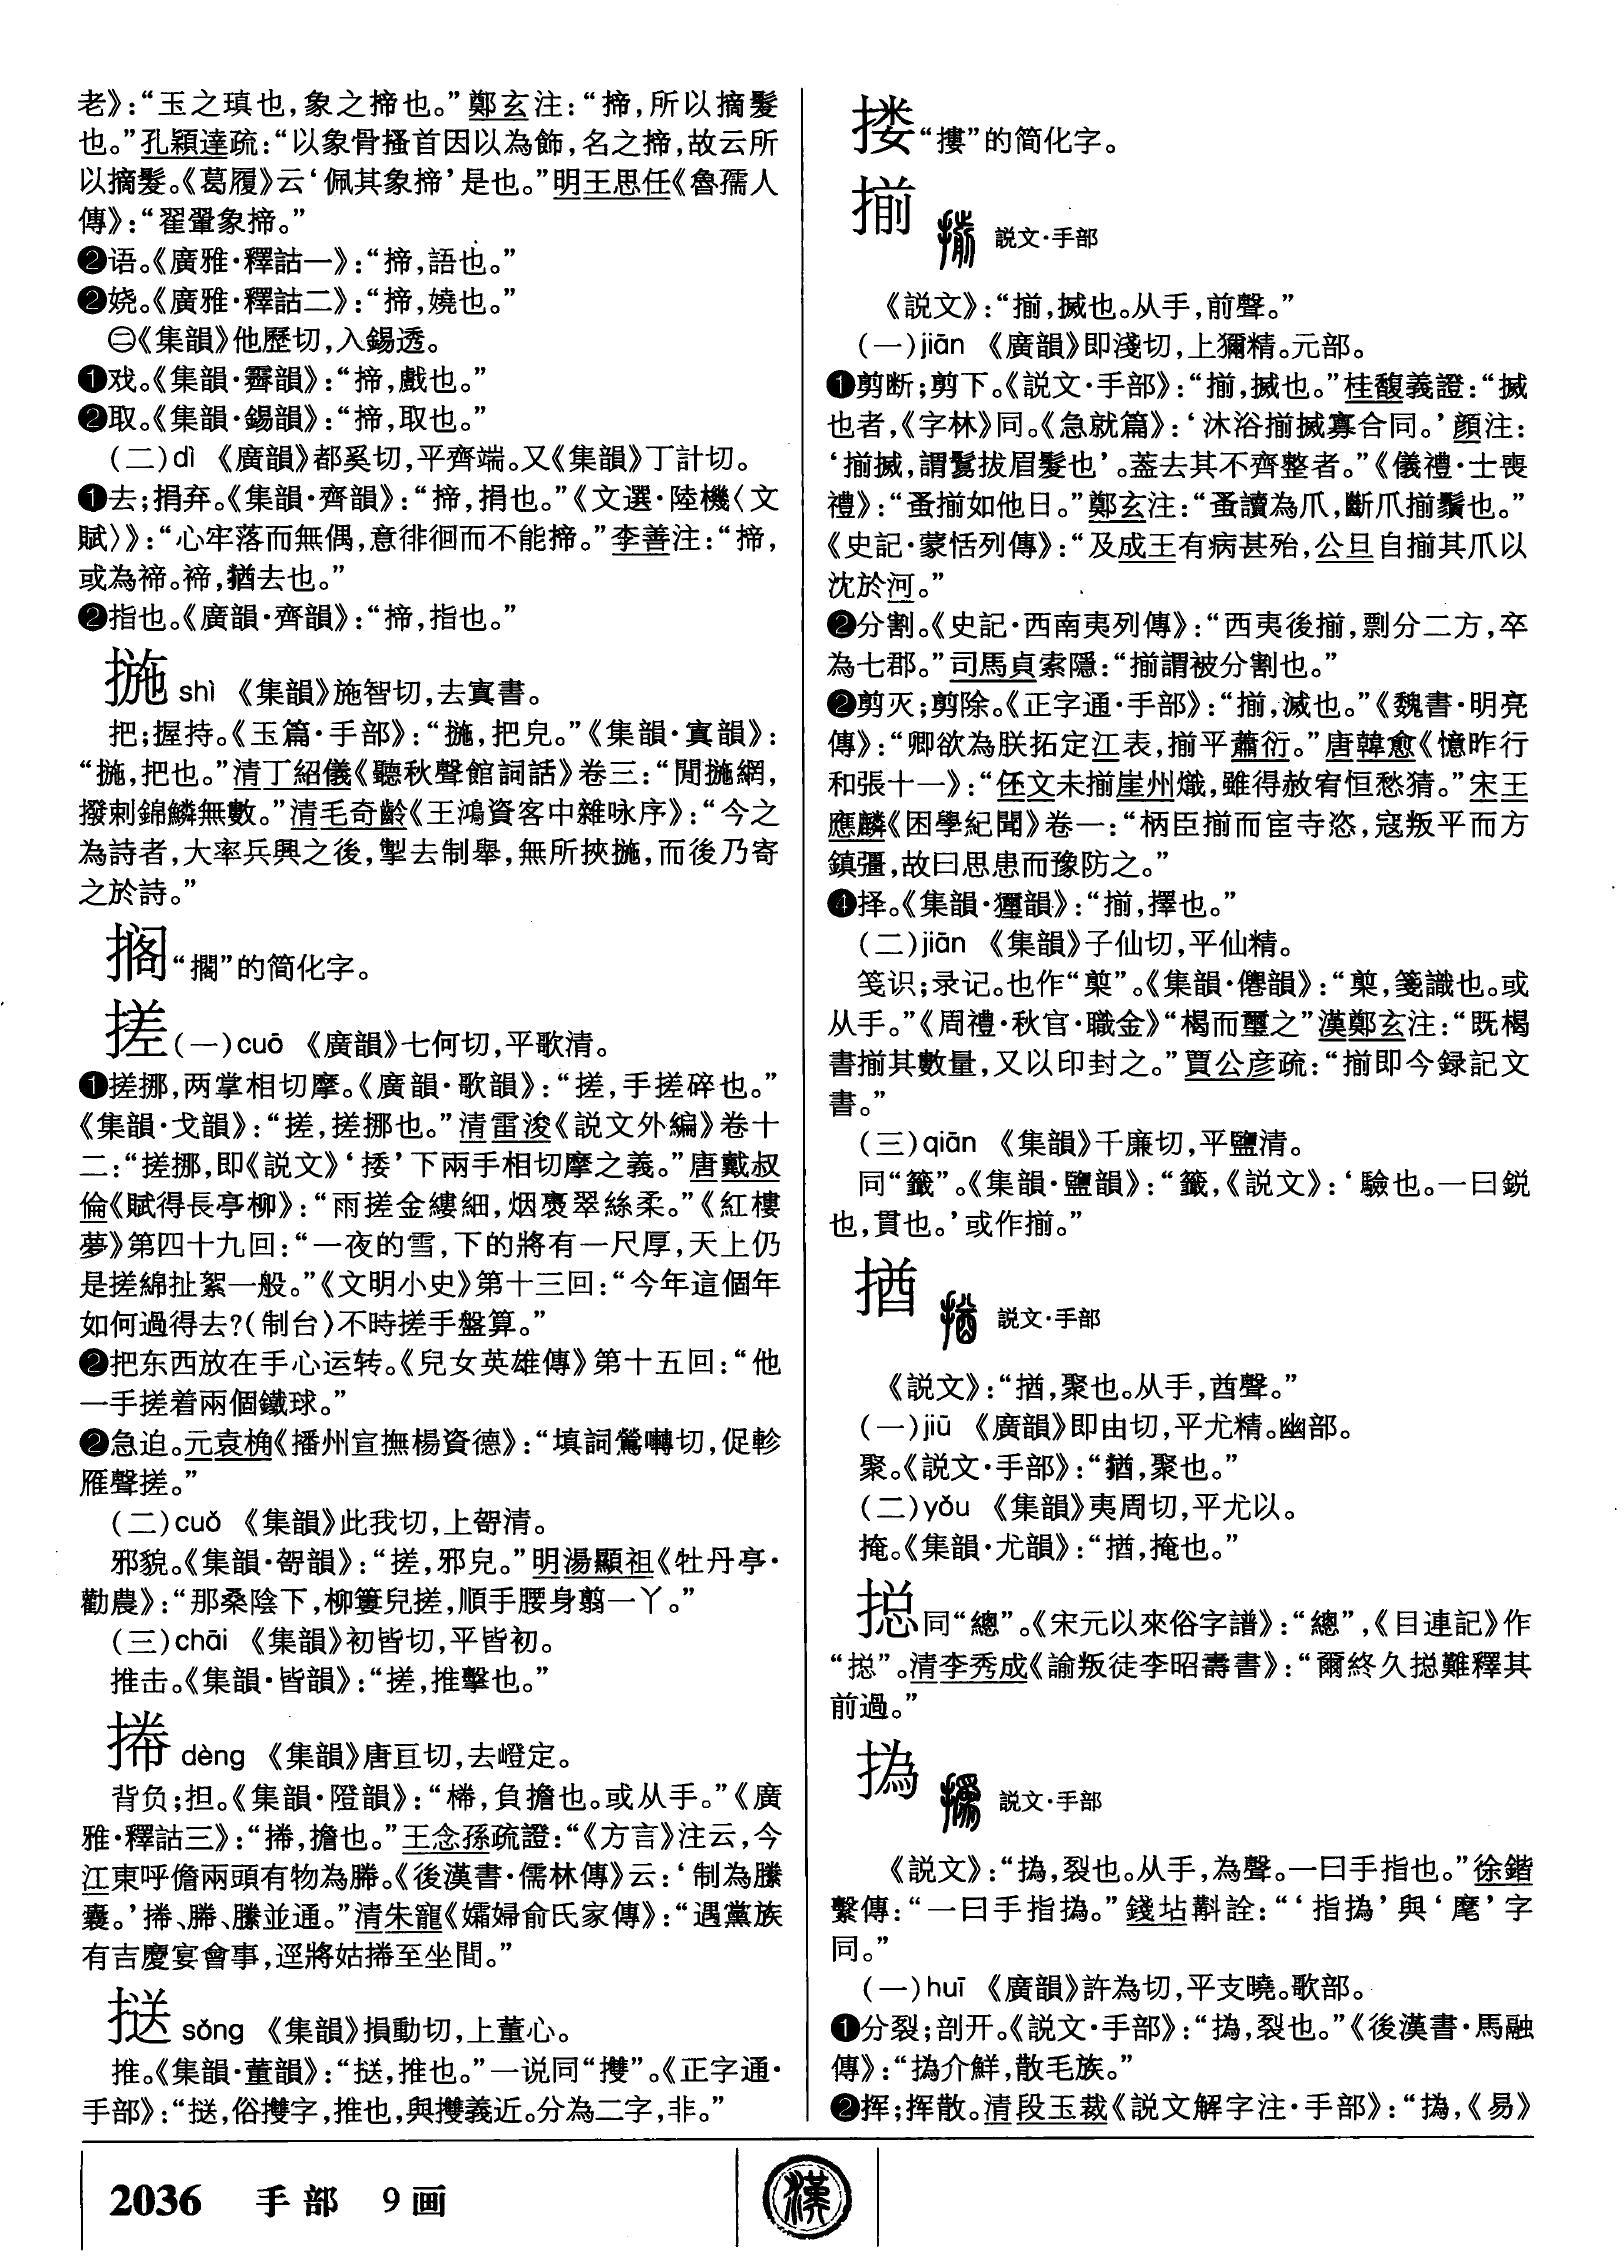 老》：“玉之瑱也，象之揥也。”鄭玄注：“揥，所以摘髮
也。”孔穎達疏：“以象骨搔首因以為飾，名之揥，故云所
以摘髮。《葛履》云‘佩其象揥’是也。”明王思任《魯孺人
傳》：“翟翬象揥。”
❷语。《廣雅·釋詁一》：“揥，語也。”
❷娆。《廣雅·釋詁二》：“揥，嬈也。”
㊁《集韻》他歷切，入錫透。
❶戏。《集韻·霽韻》：“揥，戲也。”
❷取。《集韻·錫韻》：“揥，取也。”
(二)dì 《廣韻》都奚切，平齊端。又《集韻》丁計切。
❶去；捐弃。《集韻·齊韻》：“揥，捐也。”《文選·陸機〈文
賦〉》：“心牢落而無偶，意徘徊而不能揥。”李善注：“揥，
或為禘。禘，猶去也。”
❷指也。《廣韻·齊韻》：“揥，指也。”
揓 shì 《集韻》施智切，去寘書。
把；握持。《玉篇·手部》：“揓，把皃。”《集韻·寘韻》：
“揓，把也。”清丁紹儀《聽秋聲館詞話》卷三：“閒揓網，
撥剌錦鱗無數。”清毛奇齡《王鴻資客中雜咏序》：“今之
為詩者，大率兵興之後，掣去制舉，無所挾揓，而後乃寄
之於詩。”
搁“擱”的简化字。
搓(一)cuō 《廣韻》七何切，平歌清。
❶搓挪，两掌相切摩。《廣韻·歌韻》：“搓，手搓碎也。”
《集韻·戈韻》：“搓，搓挪也。”清雷浚《説文外編》卷十
二：“搓挪，即《説文》‘捼’下兩手相切摩之義。”唐戴叔
倫《賦得長亭柳》：“雨搓金縷細，烟裛翠絲柔。”《紅樓
夢》第四十九回：“一夜的雪，下的將有一尺厚，天上仍
是搓綿扯絮一般。”《文明小史》第十三回：“今年這個年
如何過得去?(制台)不時搓手盤算。”
❷把东西放在手心运转。《兒女英雄傳》第十五回：“他
一手搓着兩個鐵球。”
❷急迫。元袁桷《播州宣撫楊資德》：“填詞鶯囀切，促軫
雁聲搓。”
(二)cuǒ 《集韻》此我切，上哿清。
邪貌。《集韻·哿韻》：“搓，邪皃。”明湯顯祖《牡丹亭·
勸農》：“那桑陰下，柳簍兒搓，順手腰身翦一丫。”
(三)chāi 《集韻》初皆切，平皆初。
推击。《集韻·皆韻》：“搓，推擊也。”
揗 dèng 《集韻》唐亘切，去嶝定。
背负；担。《集韻·隥韻》：“，負擔也。或从手。”《廣
雅·釋詁三》：“，擔也。”王念孫疏證：“《方言》注云，今
江東呼儋兩頭有物為幐。《後漢書·儒林傳》云：‘制為縢
囊。’、幐、縢並通。”清朱寵《孀婦俞氏家傳》：“遇黨族
有吉慶宴會事，逕將姑至坐間。”
㧐 sǒng 《集韻》損動切，上董心。
推。《集韻·董韻》：“，推也。”一说同“㩳”。《正字通·
手部》：“，俗㩳字，推也，與㩳義近。分為二字，非。”
2036 手部 9画
搂“摟”的简化字。
揃 説文·手部
《説文》：“揃，搣也。从手，前聲。”
(一)jiān 《廣韻》即淺切，上獮精。元部。
❶剪断；剪下。《説文·手部》：“揃，搣也。”桂馥義證：“搣
也者，《字林》同。《急就篇》：‘沐浴揃搣寡合同。’顔注：
‘揃搣，謂鬄拔眉髮也’。蓋去其不齊整者。”《儀禮·士喪
禮》：“蚤揃如他日。”鄭玄注：“蚤讀為爪，斷爪揃鬚也。”
《史記·蒙恬列傳》：“及成王有病甚殆，公旦自揃其爪以
沈於河。”
❷分割。《史記·西南夷列傳》：“西夷後揃，剽分二方，卒
為七郡。”司馬貞索隱：“揃謂被分割也。”
❷剪灭；剪除。《正字通·手部》：“揃，滅也。”《魏書·明亮
傳》：“卿欲為朕拓定江表，揃平蕭衍。”唐韓愈《憶昨行
和張十一》：“伾文未揃崖州熾，雖得赦宥恒愁猜。”宋王
應麟《困學紀聞》卷一：“柄臣揃而宦寺恣，寇叛平而方
鎮彊，故曰思患而豫防之。”
❹择。《集韻·獮韻》：“揃，擇也。”
(二)jiān 《集韻》子仙切，平仙精。
笺识；录记。也作“㮍”。《集韻·僊韻》：“㮍，箋識也。或
从手。”《周禮·秋官·職金》“楬而璽之”漢鄭玄注：“既楬
書揃其數量，又以印封之。”賈公彦疏：“揃即今録記文
書。”
(三)qiān 《集韻》千廉切，平鹽清。
同“籤”。《集韻·鹽韻》：“籤，《説文》：‘驗也。一曰鋭
也，貫也。’或作揃。”
揂 説文·手部
《説文》：“揂，聚也。从手，酋聲。”
(一)jiū 《廣韻》即由切，平尤精。幽部。
聚。《説文·手部》：“揂，聚也。”
(二)yǒu 《集韻》夷周切，平尤以。
掩。《集韻·尤韻》：“揂，掩也。”
搃同“總”。《宋元以來俗字譜》：“總”，《目連記》作
“搃”。清李秀成《諭叛徒李昭壽書》：“爾終久搃難釋其
前過。”
撝 説文·手部
《説文》：“撝，裂也。从手，為聲。一曰手指也。”徐鍇
繫傳：“一曰手指撝。”錢坫斠詮：“‘指撝’與‘麾’字
同。”
(一)huī 《廣韻》許為切，平支曉。歌部。
❶分裂；剖开。《説文·手部》：“撝，裂也。”《後漢書·馬融
傳》：“撝介鮮，散毛族。”
❷挥；挥散。清段玉裁《説文解字注·手部》：“撝，《易》
漢